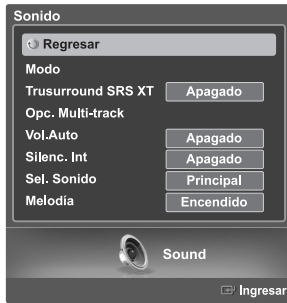 Sonido
Regresar
Modo
Trusurround SRS XT Apagado
Opc. Multi-track
Vol.Auto Apagado
Silenc. Int Apagado
Sel. Sonido Principal
Melodía Encendido
Sound
Ingresar